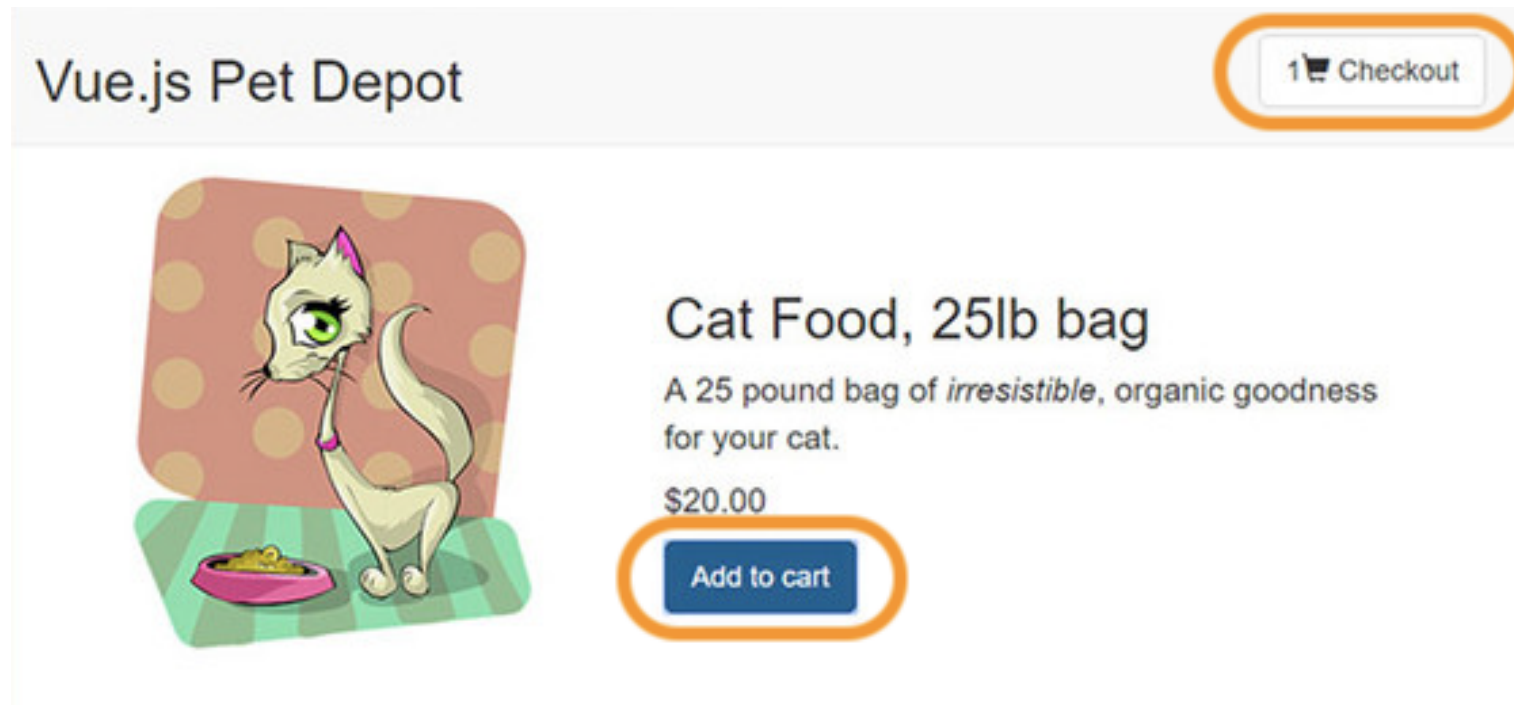 Vue.js Pet Depot
1 Checkout
Cat Food, 25lb bag
A 25 pound bag of irresistible, organic goodness
for your cat.
$20.00
Add to cart